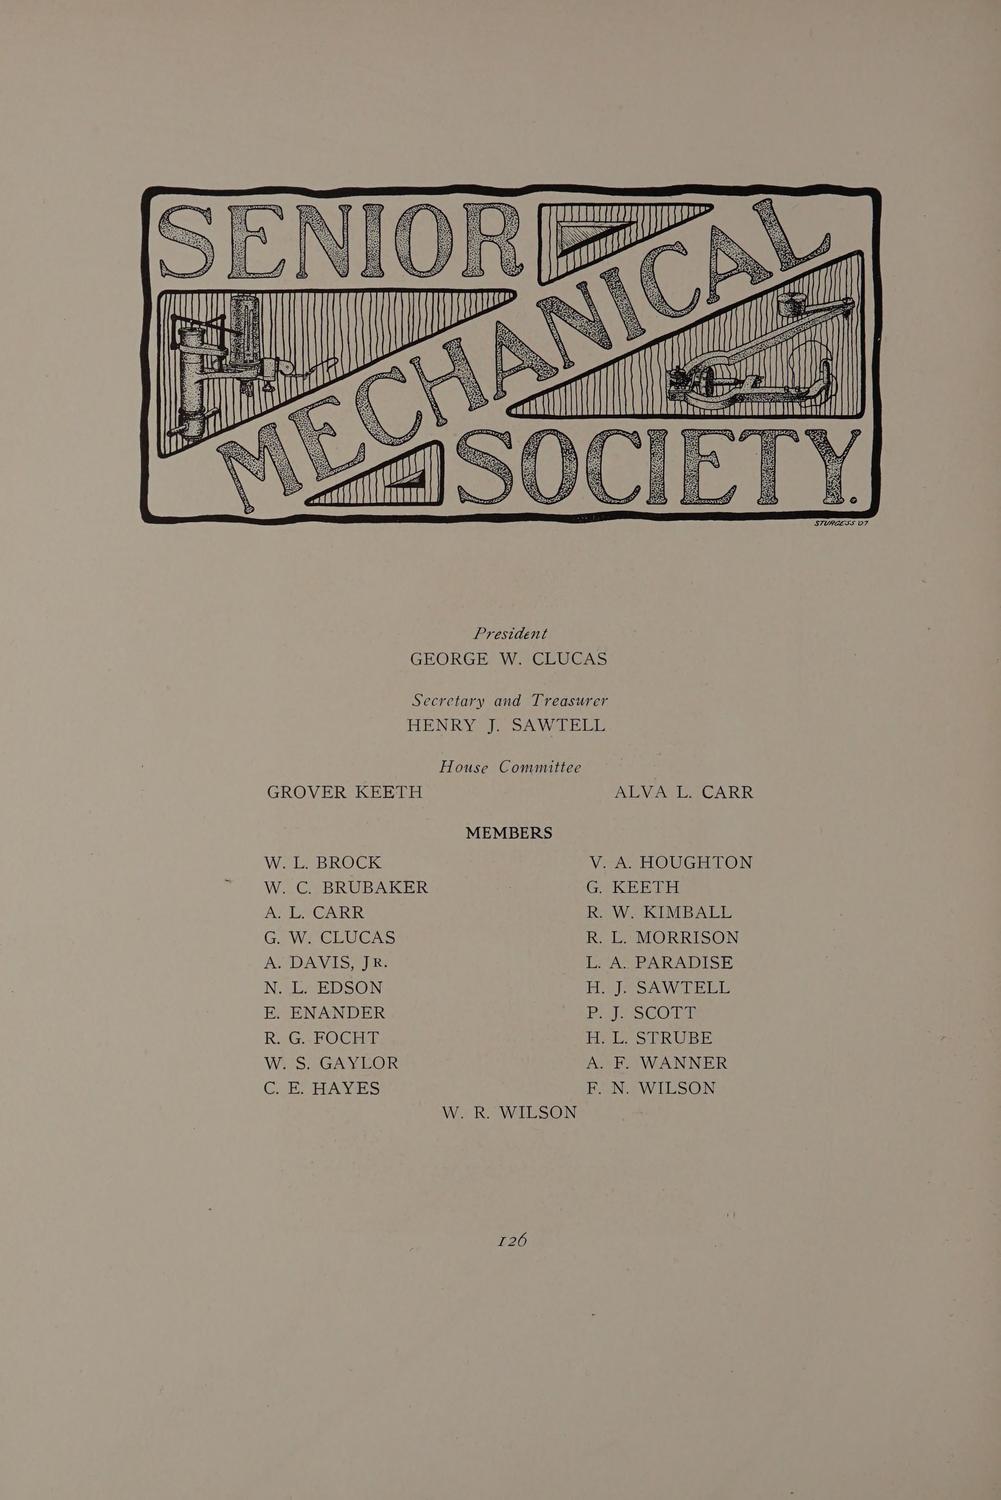 SENIOR
MECHANICAL
SOCIETY.
STURGESS '07
President
GEORGE W. CLUCAS
Secretary and Treasurer
HENRY J. SAWTELL
House Committee
GROVER KEETH ALVA L. CARR
MEMBERS
W. L. BROCK V. A. HOUGHTON
W. C. BRUBAKER G. KEETH
A. L. CARR R. W. KIMBALL
G. W. CLUCAS R. L. MORRISON
A. DAVIS, JR. L. A. PARADISE
N. L. EDSON H. J. SAWTELL
E. ENANDER P. J. SCOTT
R. G. FOCHT H. L. STRUBE
W. S. GAYLOR A. F. WANNER
C. E. HAYES F. N. WILSON
W. R. WILSON
126